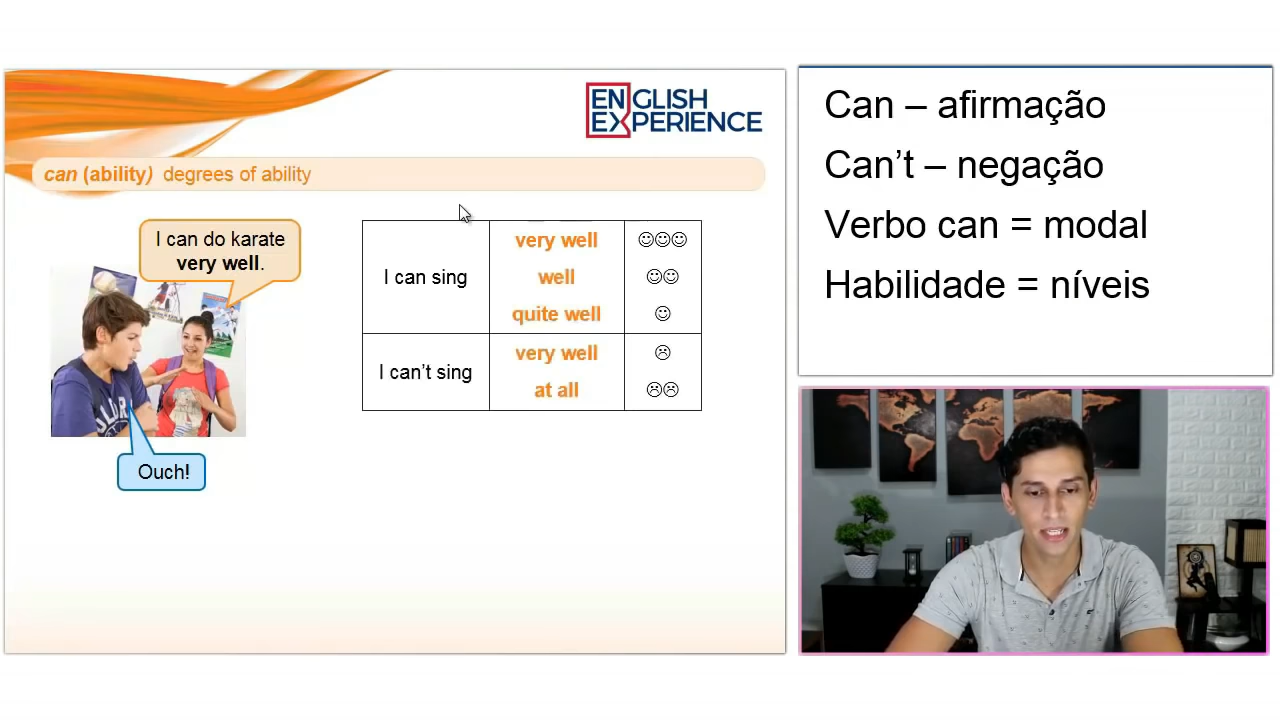 ENGLISH
EXPERIENCE
can (ability) degrees of ability
I can do karate
very well.
Ouch!
I can sing
very well ☺☺☺
well ☺☺
quite well ☺
I can't sing
very well ☹
at all ☹☹
Can – afirmação
Can't – negação
Verbo can = modal
Habilidade = níveis